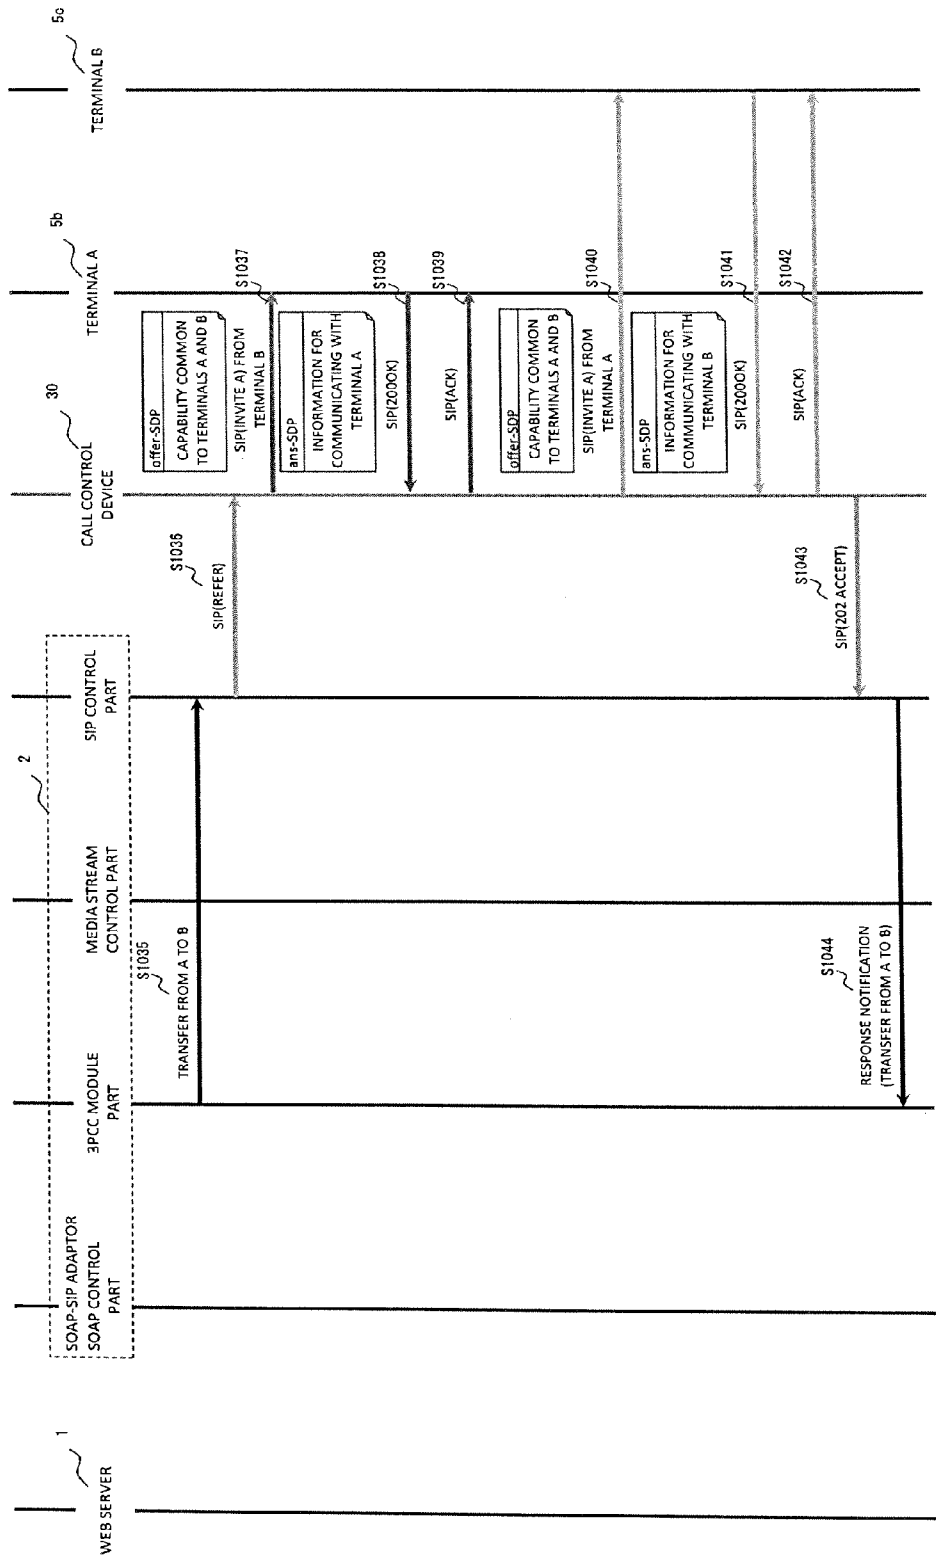 WEB SERVER
1
SOAP-SIP ADAPTOR
SOAP CONTROL
PART
2
3PCC MODULE
PART
MEDIA STREAM
CONTROL PART
SIP CONTROL
PART
CALL CONTROL
DEVICE
30
TERMINAL A
5b
TERMINAL B
5c
S1035
TRANSFER FROM A TO B
S1036
SIP(REFER)
offer-SDP
CAPABILITY COMMON
TO TERMINALS A AND B
SIP(INVITE A) FROM
TERMINAL B
S1037
ans-SDP
INFORMATION FOR
COMMUNICATING WITH
TERMINAL A
SIP(200OK)
S1038
SIP(ACK)
S1039
offer-SDP
CAPABILITY COMMON
TO TERMINALS A AND B
SIP(INVITE A) FROM
TERMINAL A
S1040
ans-SDP
INFORMATION FOR
COMMUNICATING WITH
TERMINAL B
SIP(200OK)
S1041
SIP(ACK)
S1042
S1043
SIP(202 ACCEPT)
S1044
RESPONSE NOTIFICATION
(TRANSFER FROM A TO B)